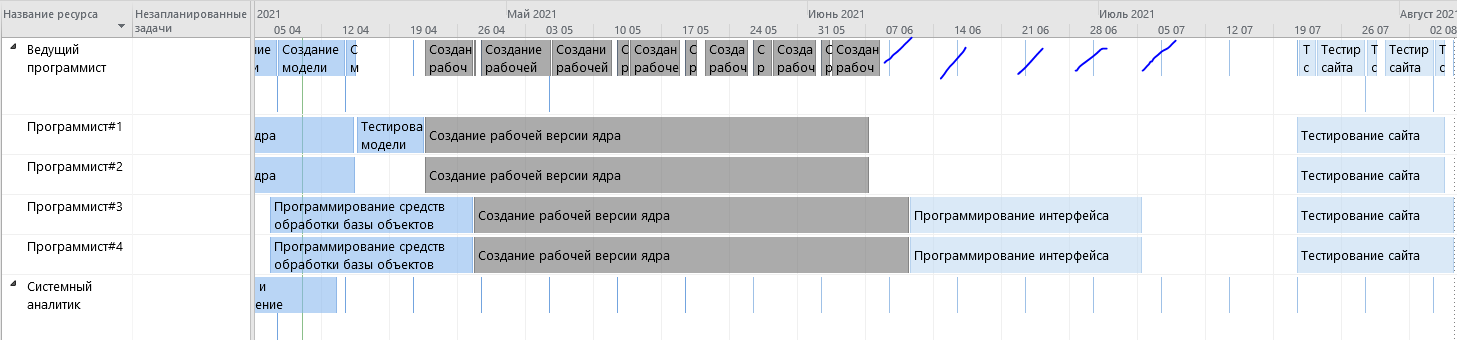 Название ресурса
Незапланированные
задачи
2021
Май 2021
Июнь 2021
Июль 2021
Август 2021
05 04
12 04
19 04
26 04
03 05
10 05
17 05
24 05
31 05
07 06
14 06
21 06
28 06
05 07
12 07
19 07
26 07
02 08
Ведущий
программист
ие
и
Создание
модели
С
м
Создан
рабоч
Создание
рабочей
Создани
рабочей
С
р
Создан
рабоче
С
р
Созда
рабоч
С
р
Созда
рабоч
С
р
Создан
рабоч
Т
с
Тестир
сайта
Т
с
Тестир
сайта
Т
с
Программист#1
дра
Тестирова
модели
Создание рабочей версии ядра
Тестирование сайта
Программист#2
дра
Создание рабочей версии ядра
Тестирование сайта
Программист#3
Программирование средств
обработки базы объектов
Создание рабочей версии ядра
Программирование интерфейса
Тестирование сайта
Программист#4
Программирование средств
обработки базы объектов
Создание рабочей версии ядра
Программирование интерфейса
Тестирование сайта
Системный
аналитик
и
ение